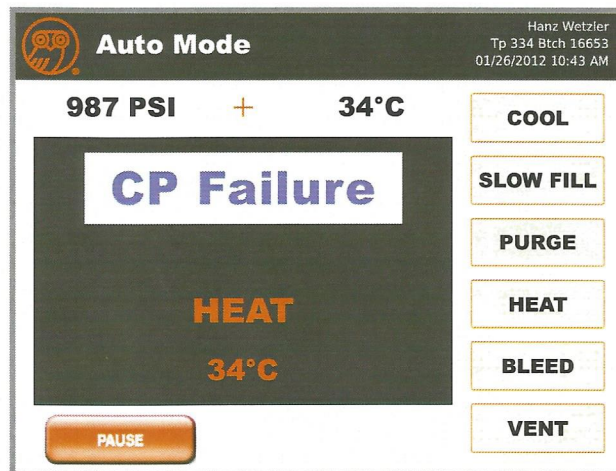 Auto Mode
Hanz Wetzler
Tp 334 Btch 16653
01/26/2012 10:43 AM
987 PSI + 34°C
CP Failure
HEAT
34°C
PAUSE
COOL
SLOW FILL
PURGE
HEAT
BLEED
VENT